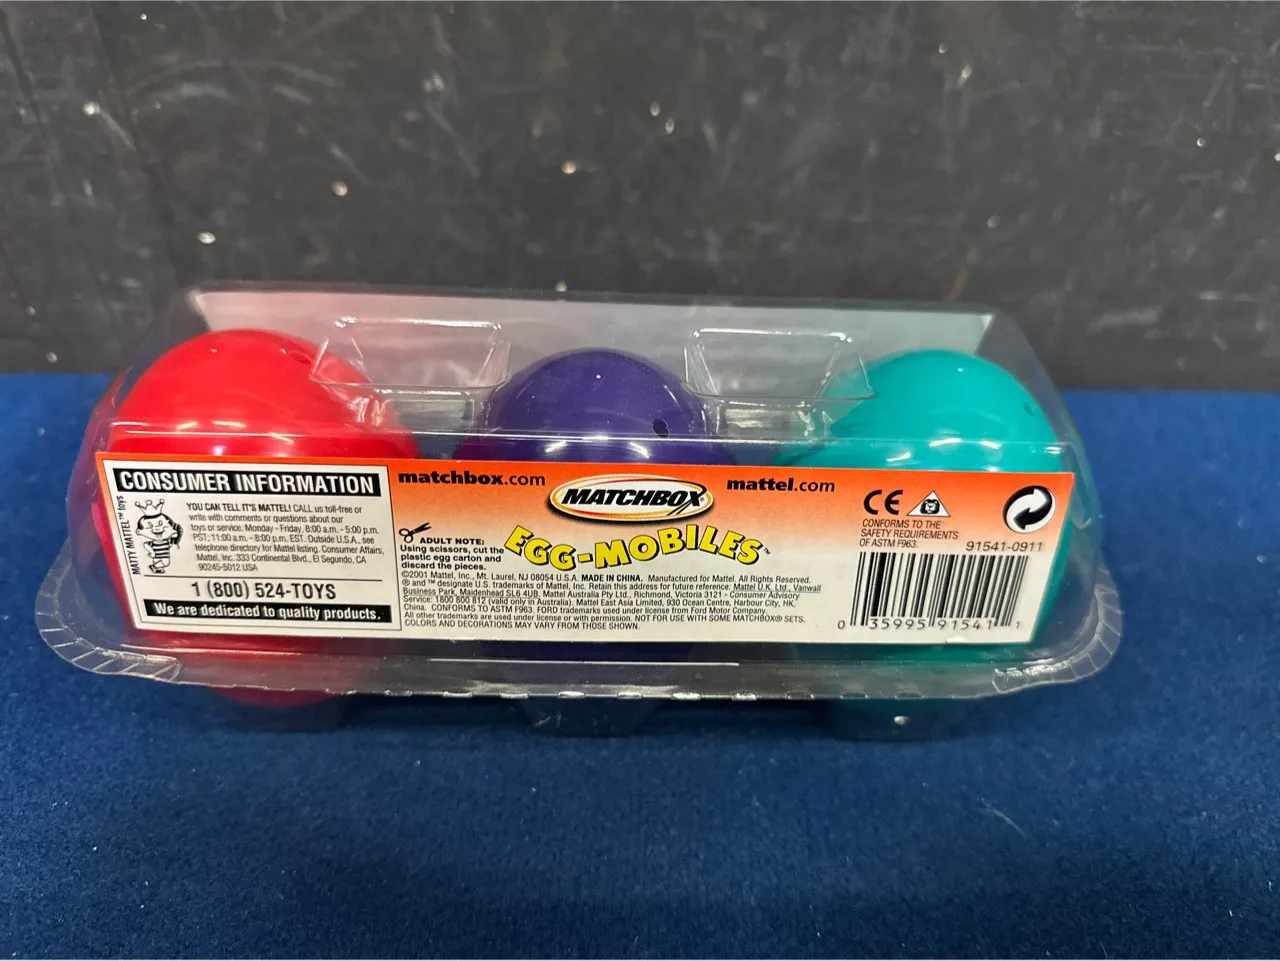 CONSUMER INFORMATION
MATTY MATTEL™ toys
YOU CAN TELL IT'S MATTEL! CALL us toll-free or
write with comments or questions about our
toys or service. Monday - Friday, 8:00 a.m. - 5:00 p.m.
PST; 11:00 a.m. - 8:00 p.m. EST. Outside U.S.A., see
telephone directory for Mattel listing. Consumer Affairs,
Mattel, Inc. 333 Continental Blvd., El Segundo, CA
90245-5012 USA
1 (800) 524-TOYS
We are dedicated to quality products.
matchbox.com
MATCHBOX
mattel.com
EGG-MOBILES™
ADULT NOTE:
Using scissors, cut the
plastic egg carton and
discard the pieces.
©2001 Mattel, Inc., Mt. Laurel, NJ 08054 U.S.A. MADE IN CHINA. Manufactured for Mattel. All Rights Reserved.
® and ™ designate U.S. trademarks of Mattel, Inc. Retain this address for future reference: Mattel U.K. Ltd., Vanwall
Business Park, Maidenhead SL6 4UB. Mattel Australia Pty Ltd., Richmond, Victoria 3121 - Consumer Advisory
Service: 1800 800 812 (valid only in Australia). Mattel East Asia Limited, 930 Ocean Centre, Harbour City, HK,
China. CONFORMS TO ASTM F963. FORD trademarks used under license from Ford Motor Company.
All other trademarks are used under license or with permission. NOT FOR USE WITH SOME MATCHBOX® SETS.
COLORS AND DECORATIONS MAY VARY FROM THOSE SHOWN.
CE
CONFORMS TO THE
SAFETY REQUIREMENTS
OF ASTM F963.
91541-0911
0 35995 91541 1